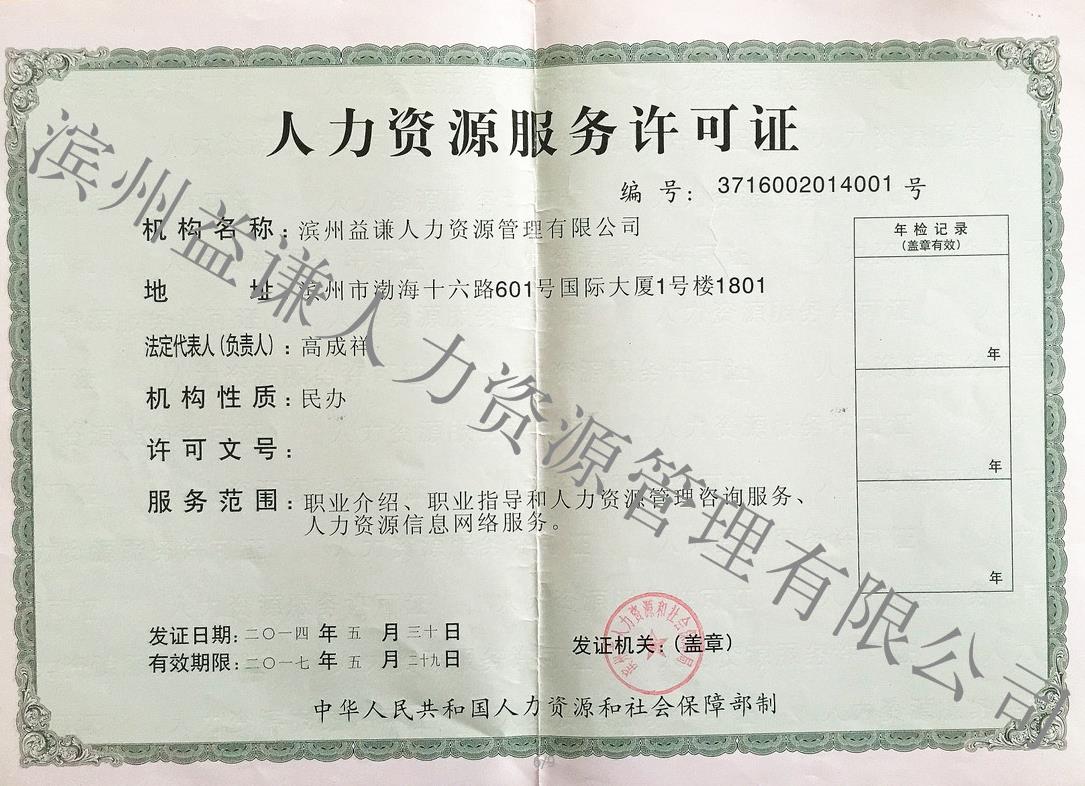 人力资源服务许可证
编 号：3716002014001 号
机构名称：滨州益谦人力资源管理有限公司
地 址：滨州市渤海十六路601号国际大厦1号楼1801
法定代表人（负责人）：高成祥
机构性质：民办
许可文号：
服务范围：职业介绍、职业指导和人力资源管理咨询服务、
人力资源信息网络服务。
年检记录
（盖章有效）
年
年
年
发证日期：二〇一四 年 五 月 三十日
有效期限：二〇一七 年 五 月 二十九日
发证机关：（盖章）
人力资源和社会
中华人民共和国人力资源和社会保障部制
滨州益谦人力资源管理有限公司